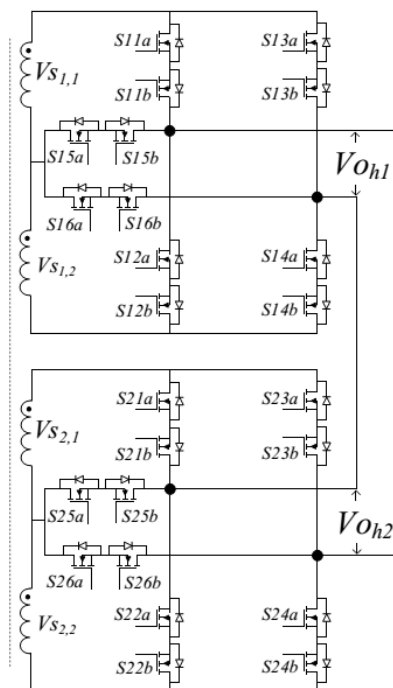 S11a S13a
Vs1,1
S11b S13b
S15a S15b
Voh1
S16a S16b
S12a S14a
Vs1,2
S12b S14b
S21a S23a
Vs2,1
S21b S23b
S25a S25b
Voh2
S26a S26b
S22a S24a
Vs2,2
S22b S24b